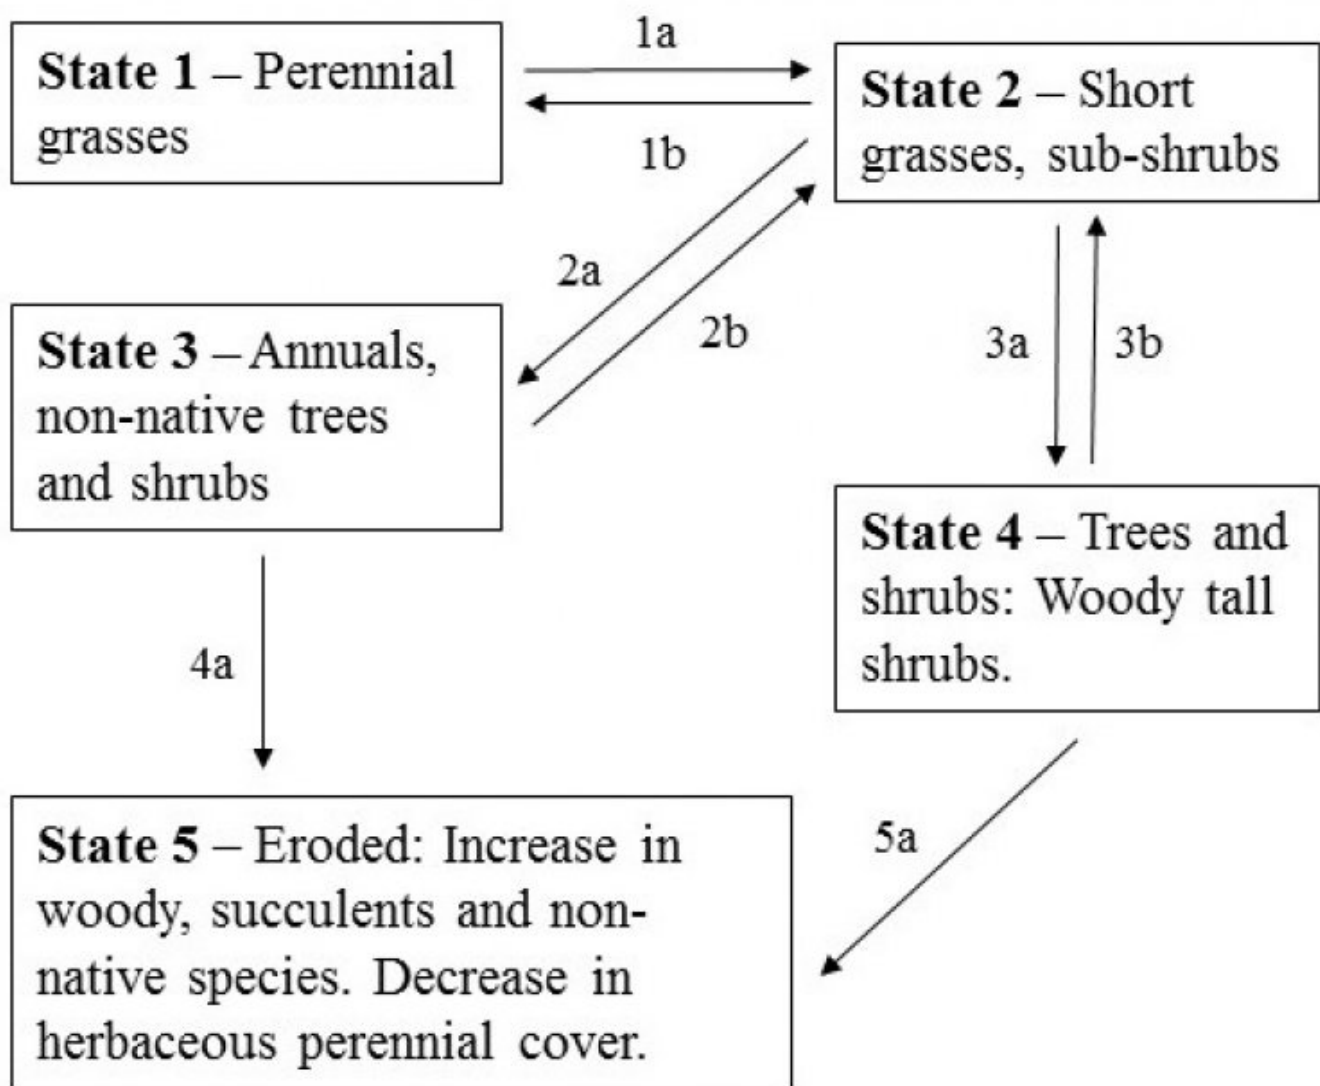 State 1 – Perennial
grasses
1a
1b
State 2 – Short
grasses, sub-shrubs
2a
2b
3a
3b
State 3 – Annuals,
non-native trees
and shrubs
State 4 – Trees and
shrubs: Woody tall
shrubs.
4a
5a
State 5 – Eroded: Increase in
woody, succulents and non-
native species. Decrease in
herbaceous perennial cover.